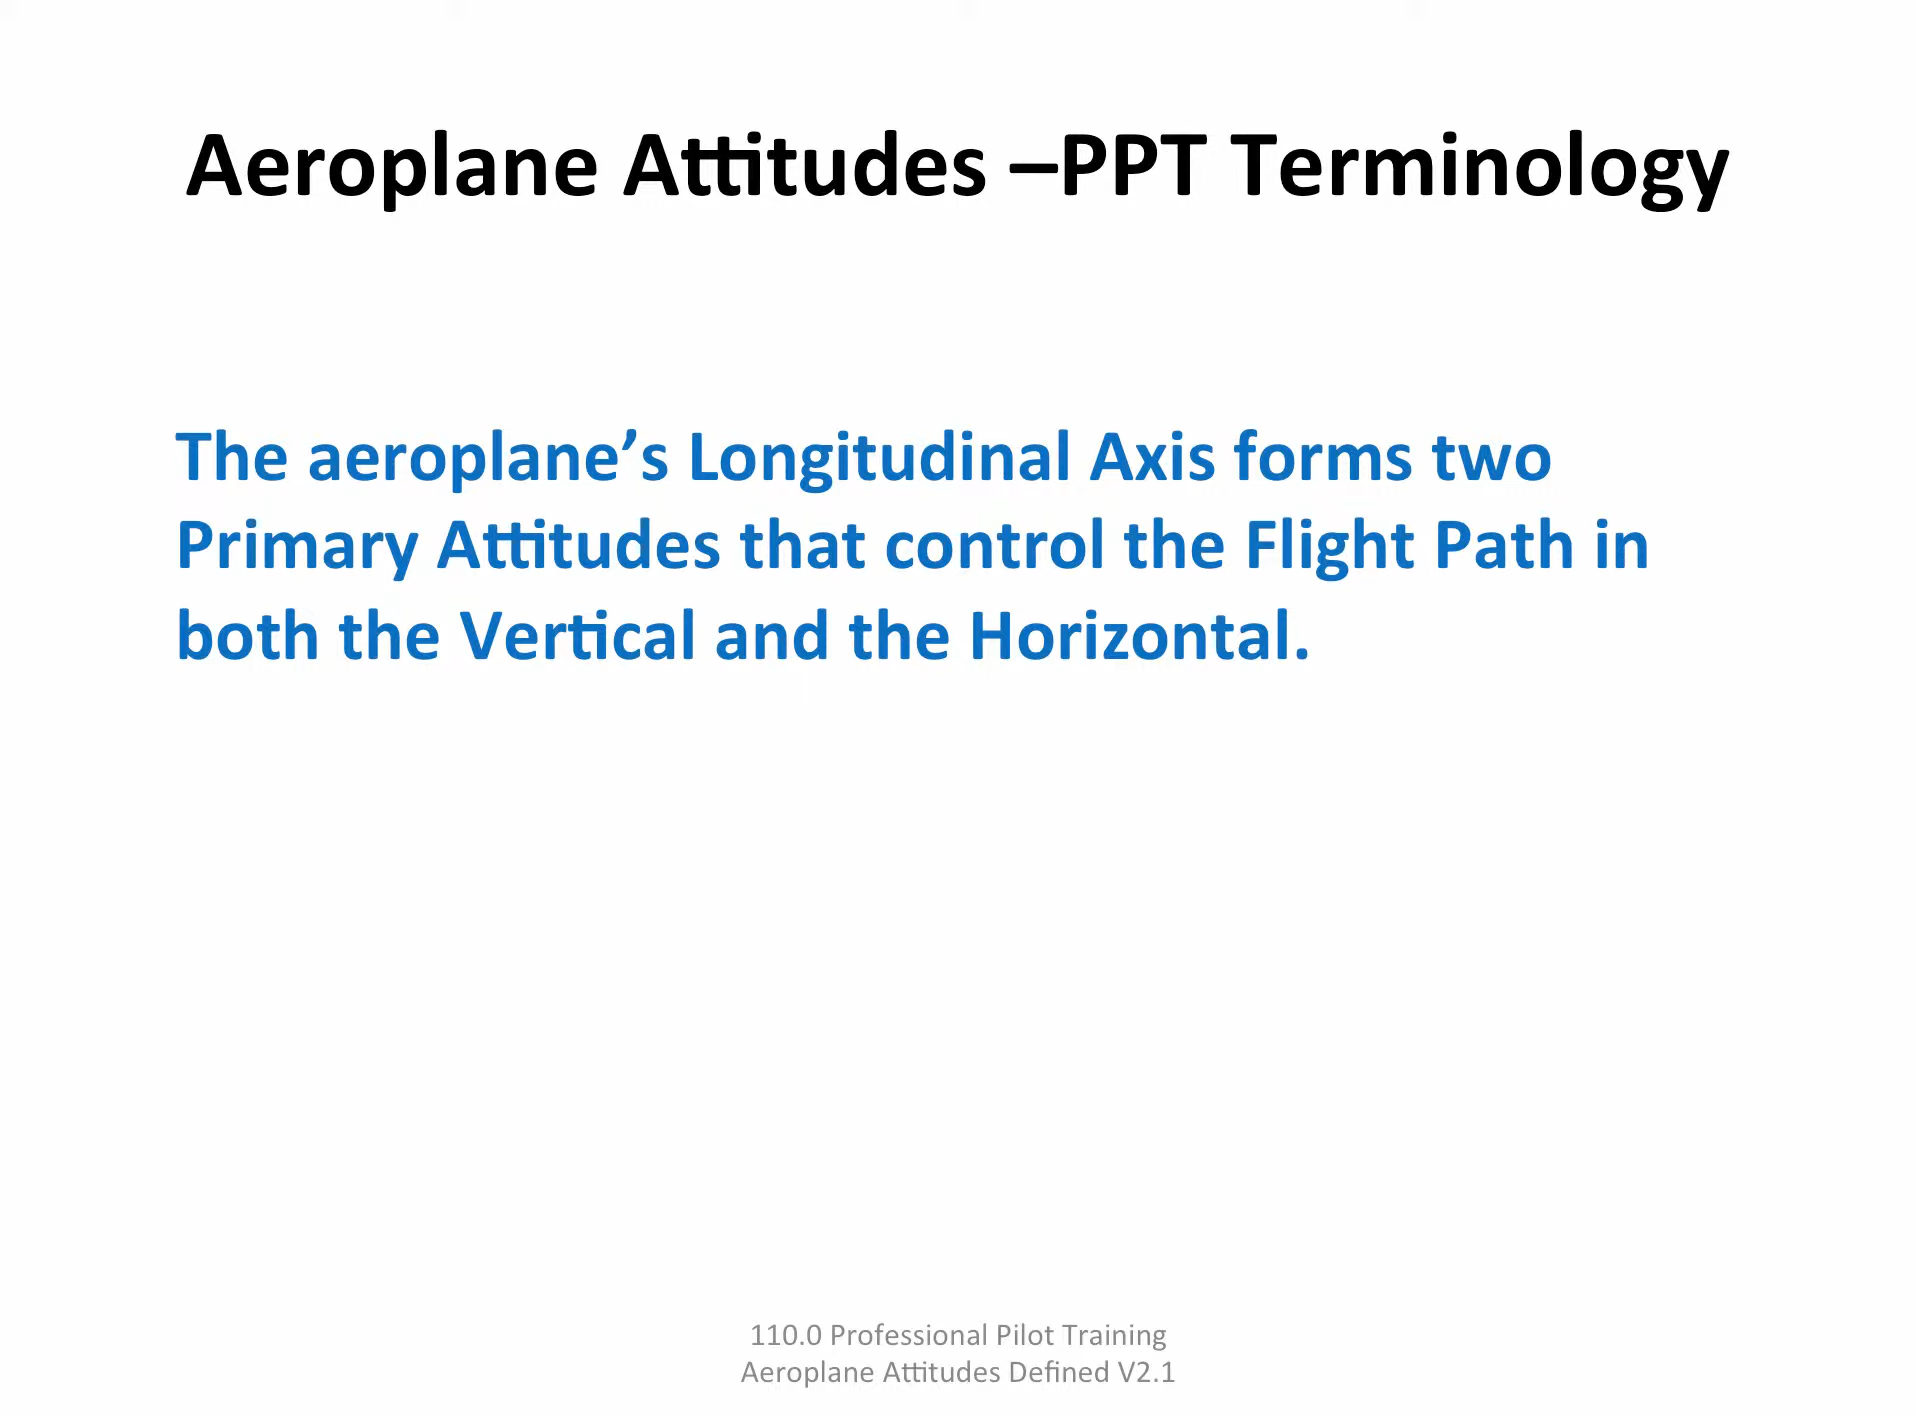 Aeroplane Attitudes –PPT Terminology
The aeroplane’s Longitudinal Axis forms two
Primary Attitudes that control the Flight Path in
both the Vertical and the Horizontal.
110.0 Professional Pilot Training
Aeroplane Attitudes Defined V2.1